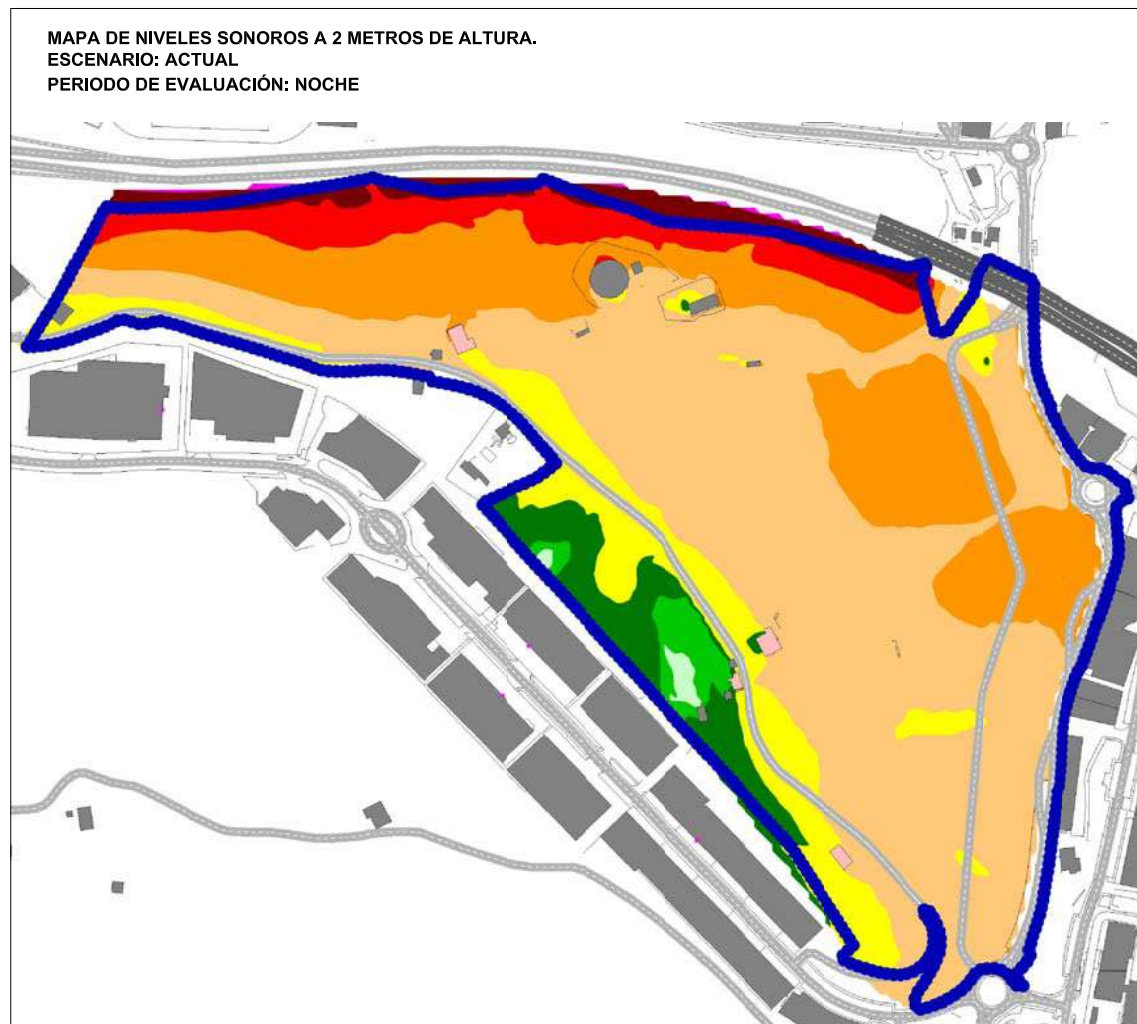 MAPA DE NIVELES SONOROS A 2 METROS DE ALTURA.
ESCENARIO: ACTUAL
PERIODO DE EVALUACIÓN: NOCHE